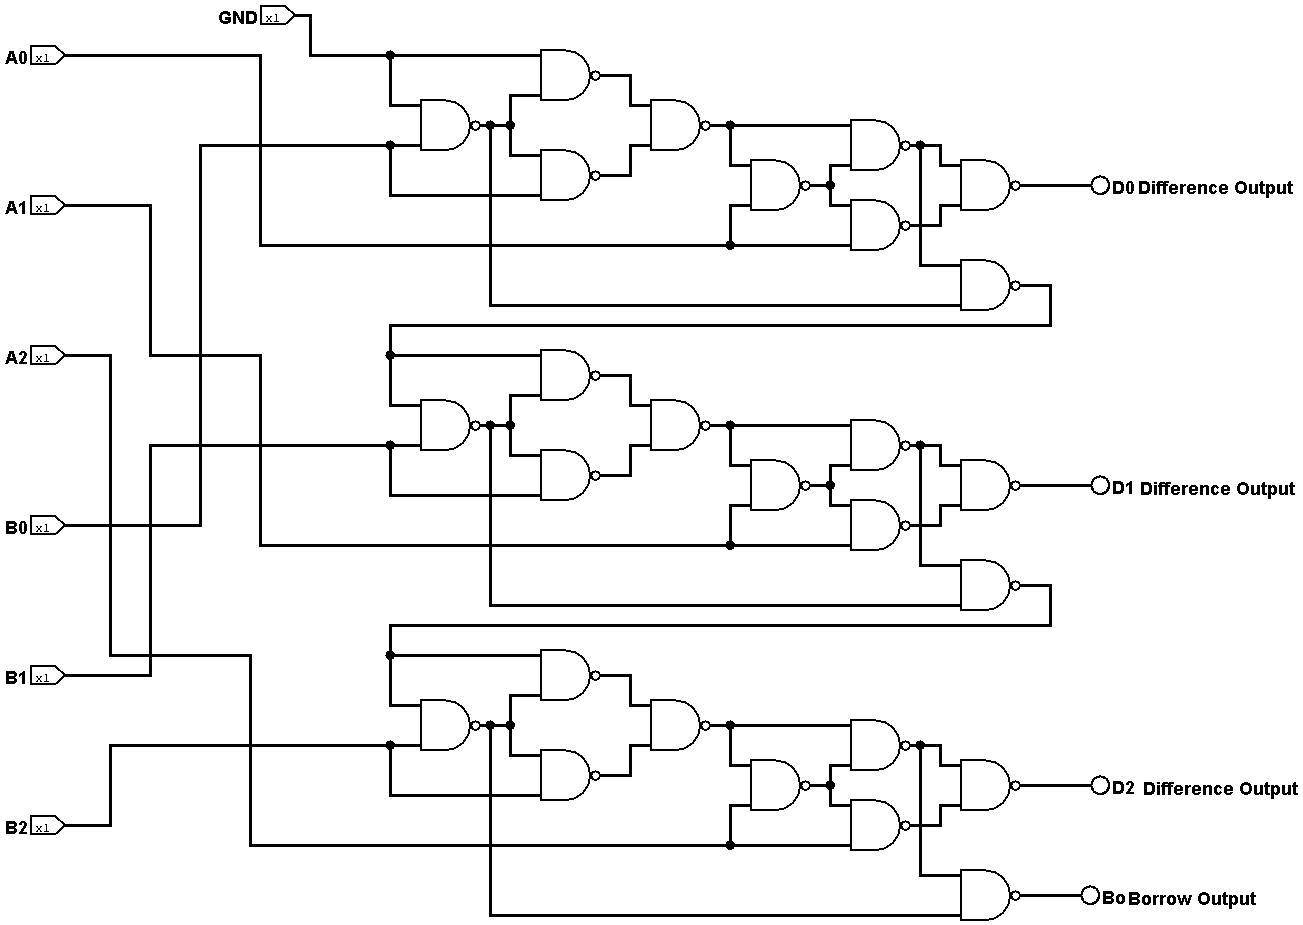 GND x1
A0 x1
D0 Difference Output
A1 x1
A2 x1
D1 Difference Output
B0 x1
B1 x1
D2 Difference Output
B2 x1
Bo Borrow Output